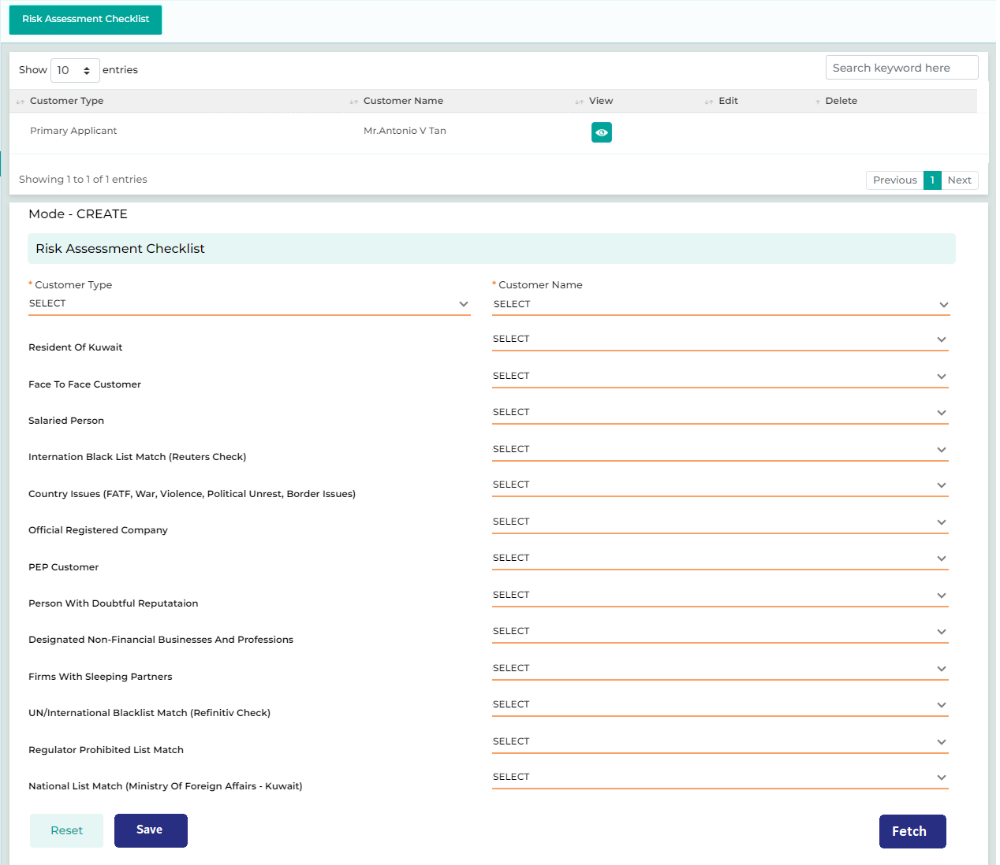 Risk Assessment Checklist
Show 10 entries
Search keyword here
Customer Type Customer Name View Edit Delete
Primary Applicant Mr.Antonio V Tan
Showing 1 to 1 of 1 entries Previous 1 Next
Mode - CREATE
Risk Assessment Checklist
* Customer Type * Customer Name
SELECT SELECT
Resident Of Kuwait SELECT
Face To Face Customer SELECT
Salaried Person SELECT
Internation Black List Match (Reuters Check) SELECT
Country Issues (FATF, War, Violence, Political Unrest, Border Issues) SELECT
Official Registered Company SELECT
PEP Customer SELECT
Person With Doubtful Reputataion SELECT
Designated Non-Financial Businesses And Professions SELECT
Firms With Sleeping Partners SELECT
UN/International Blacklist Match (Refinitiv Check) SELECT
Regulator Prohibited List Match SELECT
National List Match (Ministry Of Foreign Affairs - Kuwait) SELECT
Reset Save Fetch